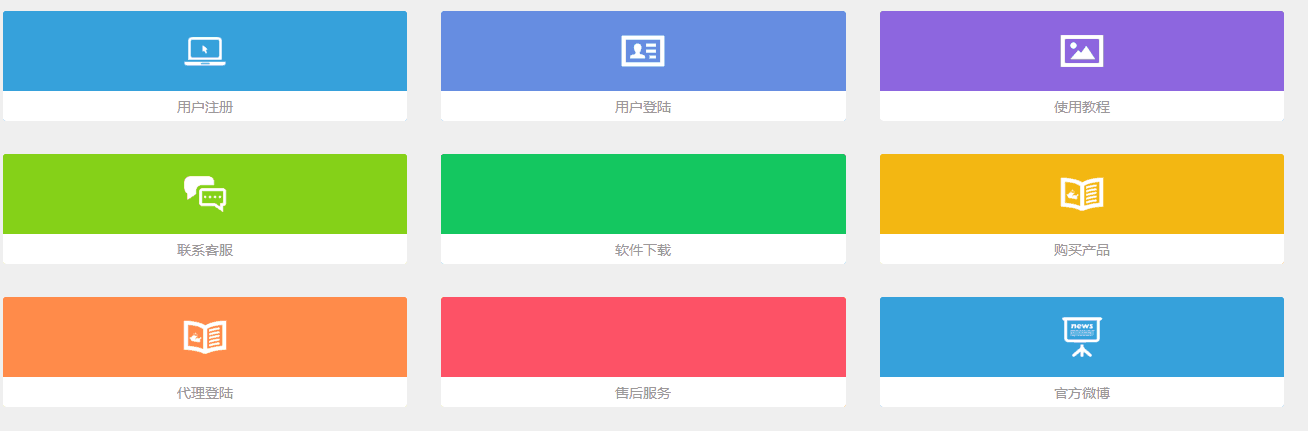 用户注册
用户登陆
使用教程
联系客服
软件下载
购买产品
news
代理登陆
售后服务
官方微博